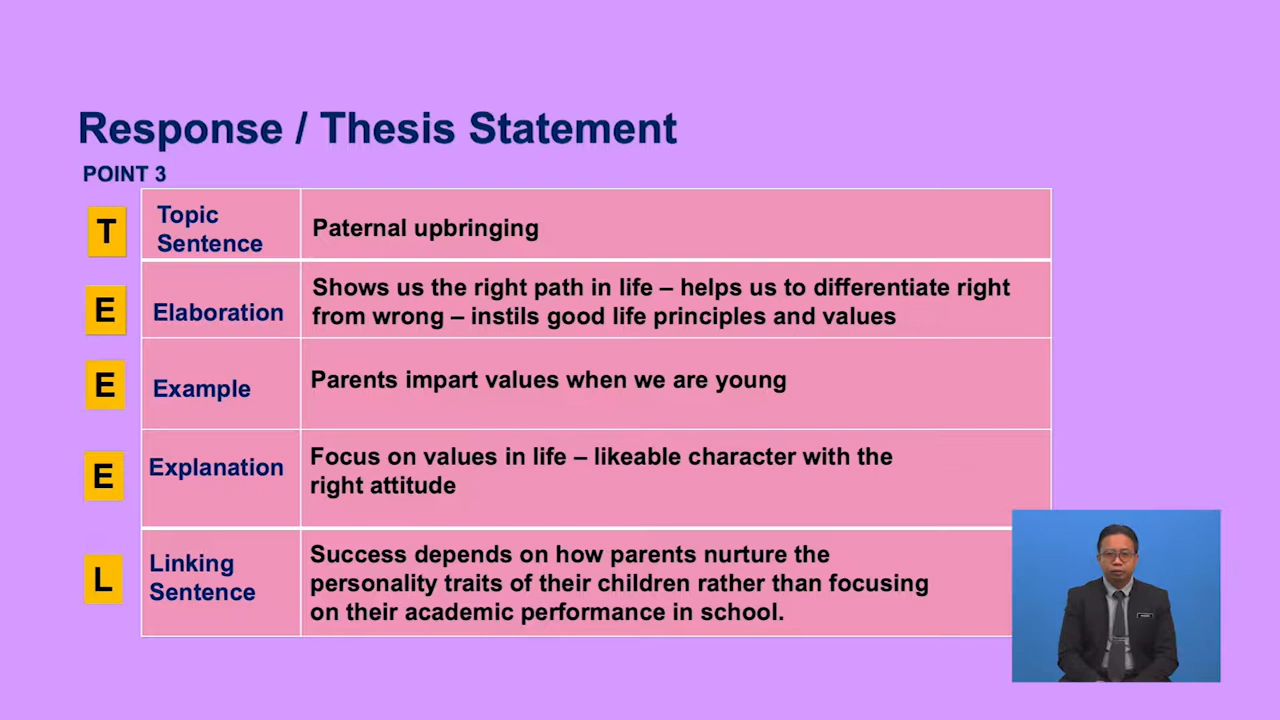 Response / Thesis Statement
POINT 3
T
Topic
Sentence
Paternal upbringing
E
Elaboration
Shows us the right path in life – helps us to differentiate right
from wrong – instils good life principles and values
E
Example
Parents impart values when we are young
E
Explanation
Focus on values in life – likeable character with the
right attitude
L
Linking
Sentence
Success depends on how parents nurture the
personality traits of their children rather than focusing
on their academic performance in school.